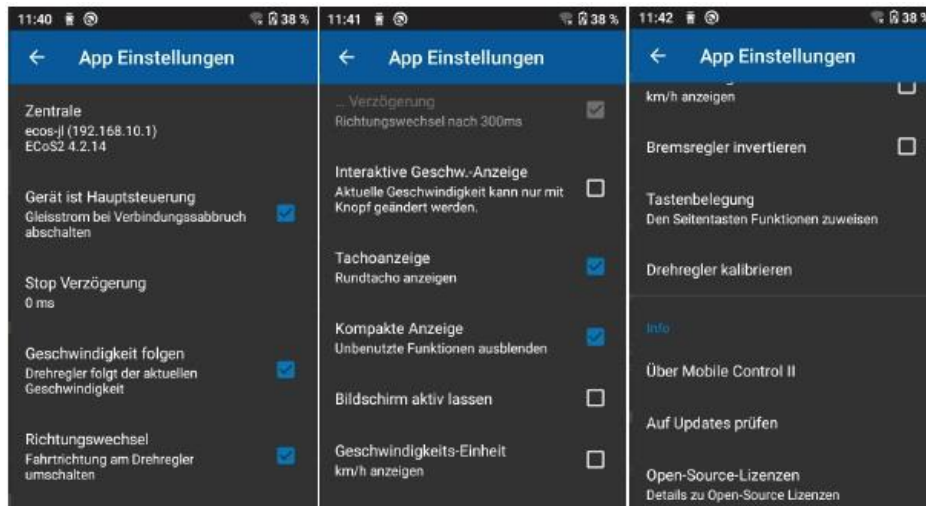 11:40 38 %
App Einstellungen
Zentrale
ecos-jl (192.168.10.1)
ECoS2 4.2.14
Gerät ist Hauptsteuerung
Gleisstrom bei Verbindungssabbruch
abschalten
Stop Verzögerung
0 ms
Geschwindigkeit folgen
Drehregler folgt der aktuellen
Geschwindigkeit
Richtungswechsel
Fahrtrichtung am Drehregler
umschalten
11:41 38 %
App Einstellungen
... Verzögerung
Richtungswechsel nach 300ms
Interaktive Geschw.-Anzeige
Aktuelle Geschwindigkeit kann nur mit
Knopf geändert werden.
Tachoanzeige
Rundtacho anzeigen
Kompakte Anzeige
Unbenutzte Funktionen ausblenden
Bildschirm aktiv lassen
Geschwindigkeits-Einheit
km/h anzeigen
11:42 38 %
App Einstellungen
km/h anzeigen
Bremsregler invertieren
Tastenbelegung
Den Seitentasten Funktionen zuweisen
Drehregler kalibrieren
Info
Über Mobile Control II
Auf Updates prüfen
Open-Source-Lizenzen
Details zu Open-Source Lizenzen